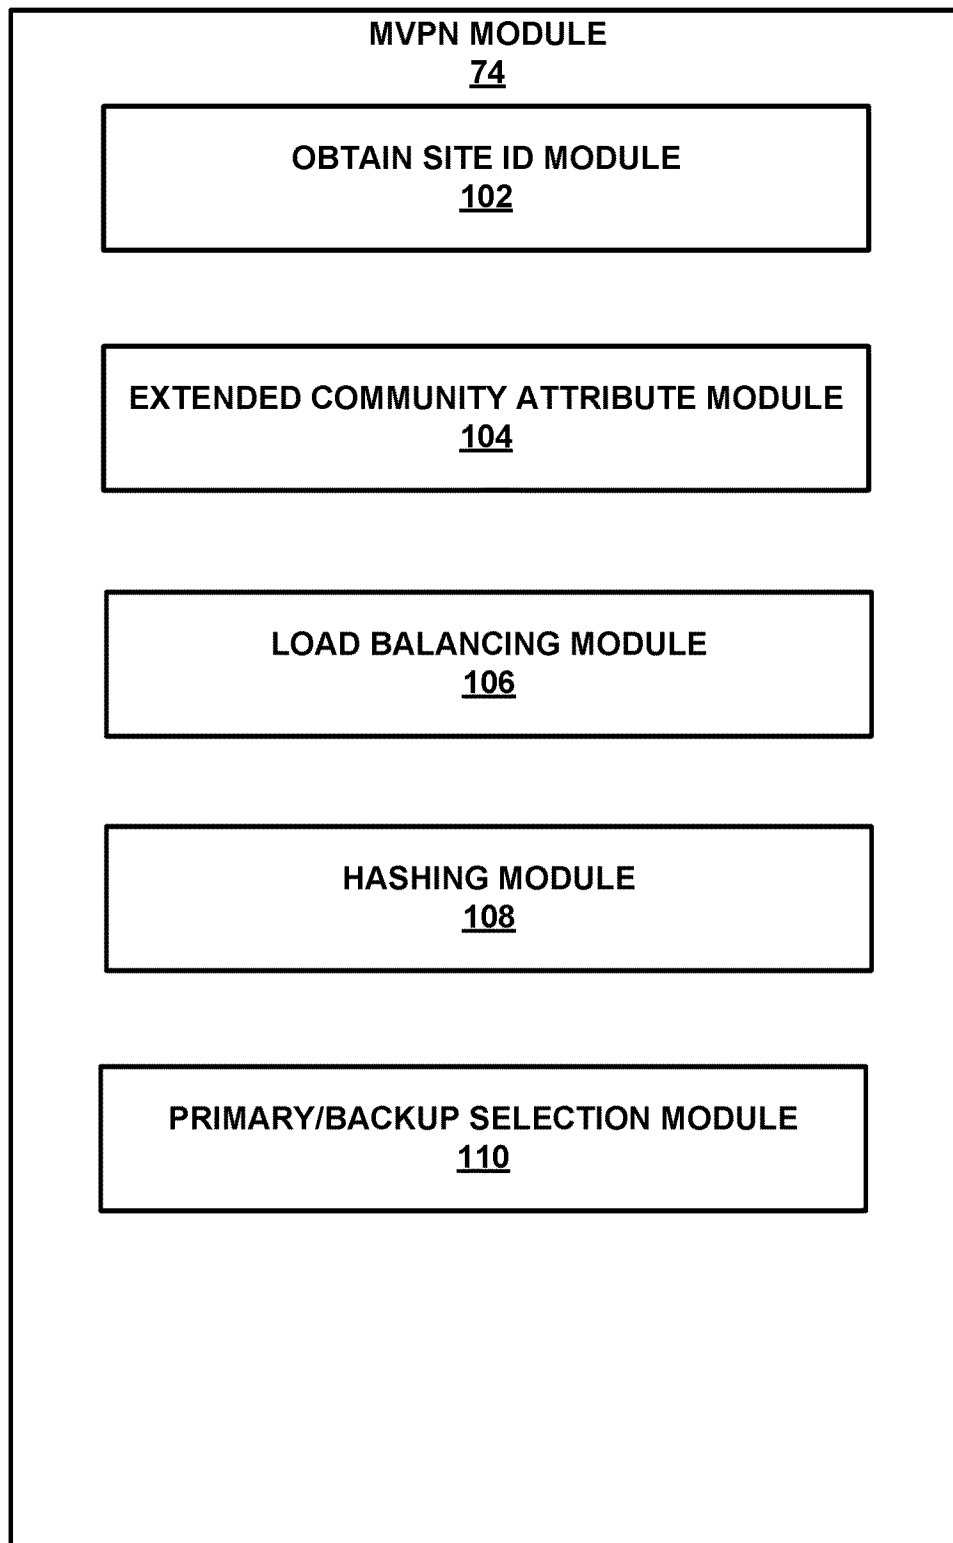 MVPN MODULE
74
OBTAIN SITE ID MODULE
102
EXTENDED COMMUNITY ATTRIBUTE MODULE
104
LOAD BALANCING MODULE
106
HASHING MODULE
108
PRIMARY/BACKUP SELECTION MODULE
110